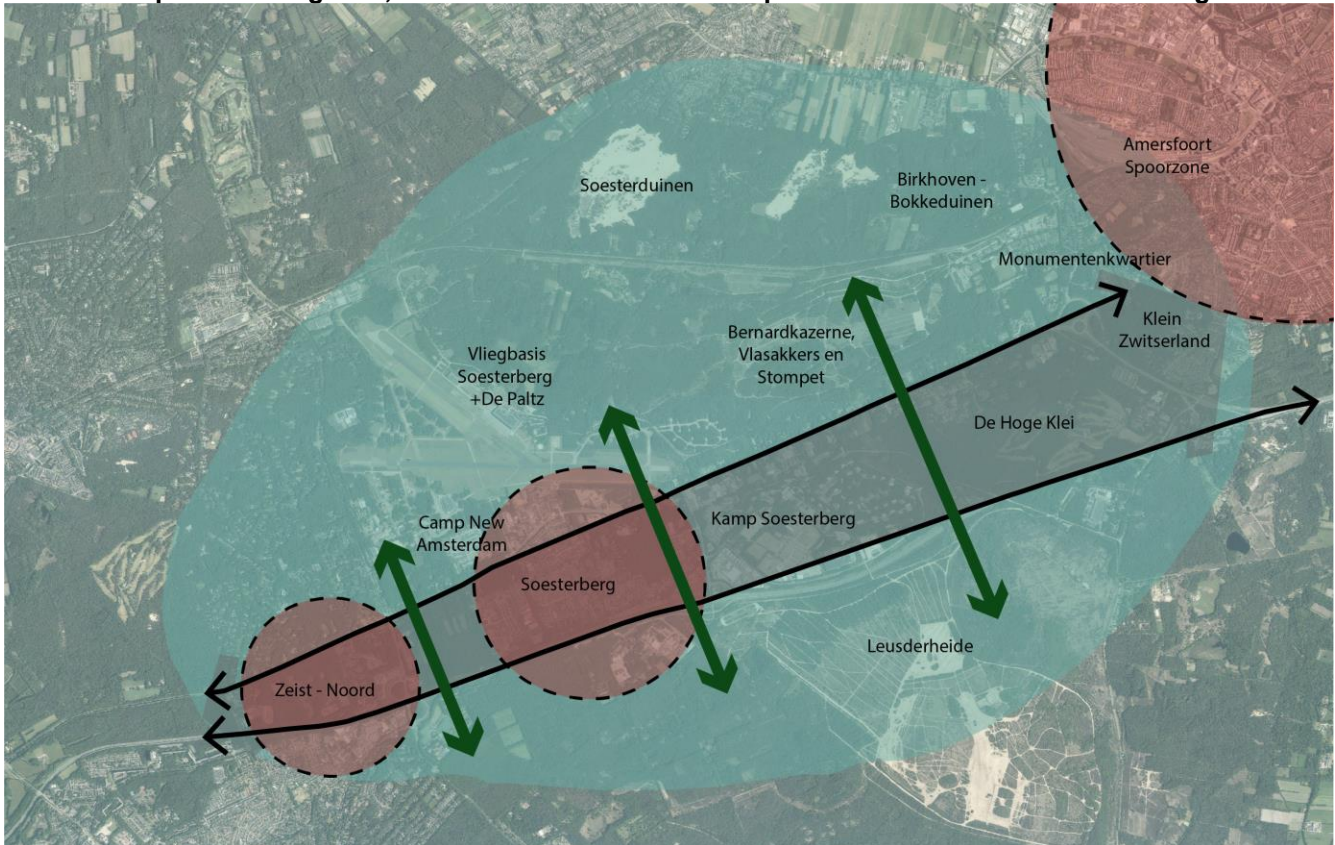 Soesterduinen
Birkhoven -
Bokkeduinen
Amersfoort
Spoorzone
Monumentenkwartier
Klein
Zwitserland
Bernardkazerne,
Vlasakkers en
Stompet
Vliegbasis
Soesterberg
+De Paltz
De Hoge Klei
Camp New
Amsterdam
Kamp Soesterberg
Soesterberg
Leusderheide
Zeist - Noord